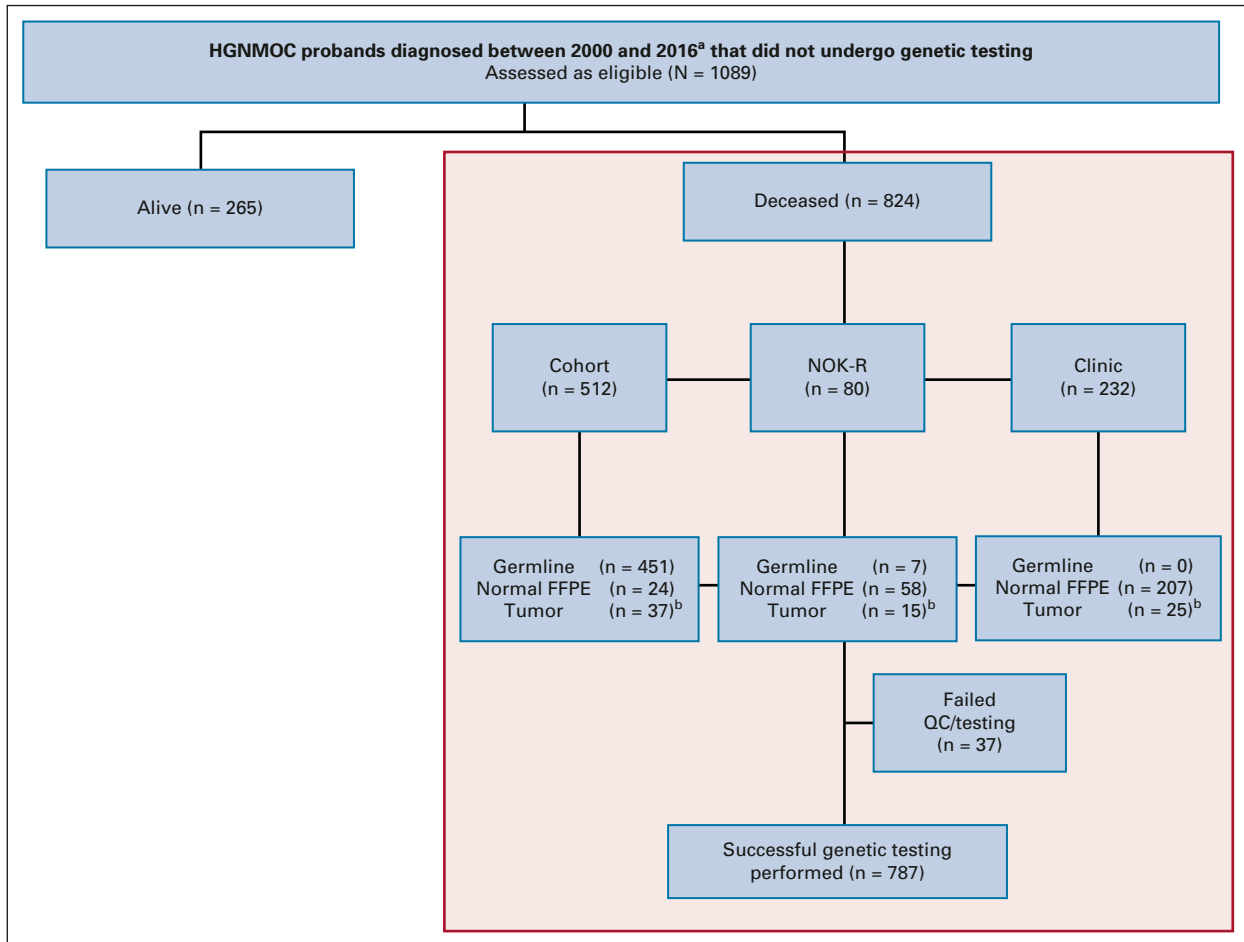 HGNMOC probands diagnosed between 2000 and 2016a that did not undergo genetic testing
Assessed as eligible (N = 1089)
Alive (n = 265)
Deceased (n = 824)
Cohort
(n = 512)
NOK-R
(n = 80)
Clinic
(n = 232)
Germline (n = 451)
Normal FFPE (n = 24)
Tumor (n = 37)b
Germline (n = 7)
Normal FFPE (n = 58)
Tumor (n = 15)b
Germline (n = 0)
Normal FFPE (n = 207)
Tumor (n = 25)b
Failed
QC/testing
(n = 37)
Successful genetic testing
performed (n = 787)